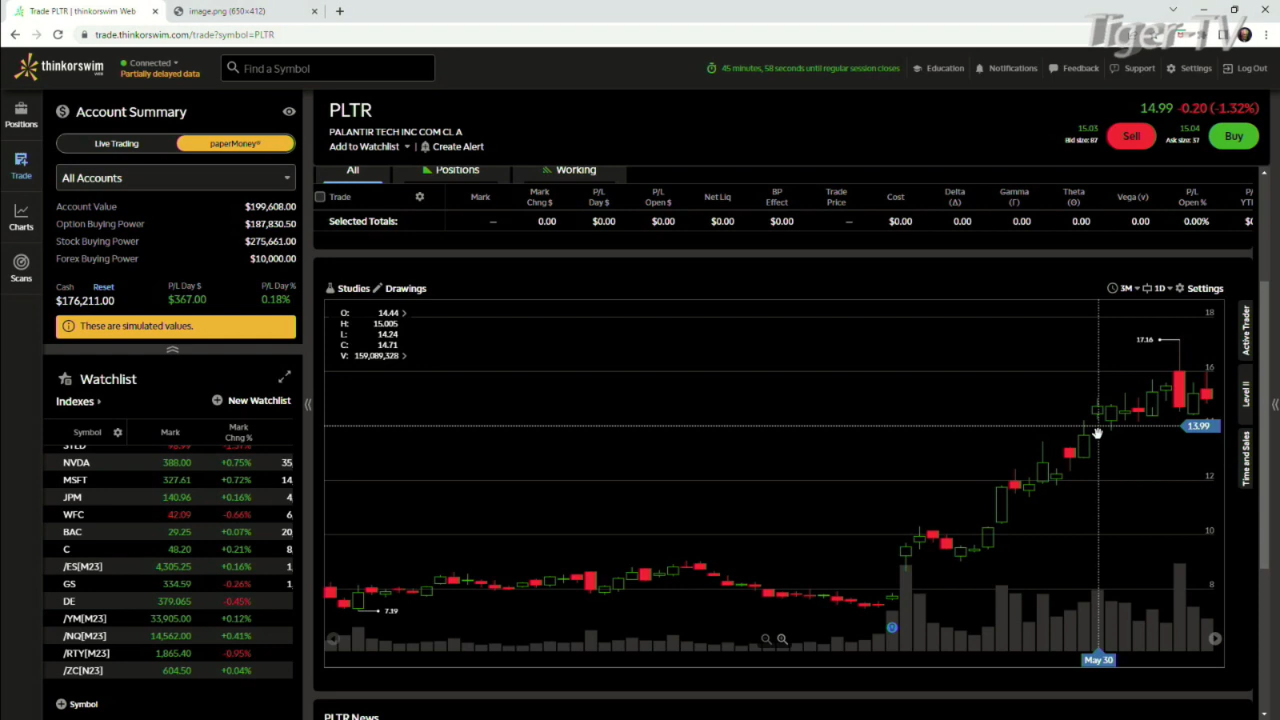 Trade PLTR | thinkorswim Web
image.png (650×412)
Tiger TV
trade.thinkorswim.com/trade?symbol=PLTR
thinkorswim
WEB
Connected
Partially delayed data
Find a Symbol
45 minutes, 58 seconds until regular session closes
Education
Notifications
Feedback
Support
Settings
Log Out
Positions
Trade
Charts
Scans
Account Summary
Live Trading
paperMoney®
All Accounts
Account Value $199,608.00
Option Buying Power $187,830.50
Stock Buying Power $275,661.00
Forex Buying Power $10,000.00
Cash Reset P/L Day $ P/L Day %
$176,211.00 $367.00 0.18%
These are simulated values.
Watchlist
Indexes
New Watchlist
Symbol Mark Mark Chng %
NVDA 388.00 +0.75% 35,
MSFT 327.61 +0.72% 14,
JPM 140.96 +0.16% 4,
WFC 42.09 -0.66% 6,
BAC 29.25 +0.07% 20,
C 48.20 +0.21% 8,
/ES[M23] 4,305.25 +0.16% 1,
GS 334.59 -0.26% 1,
DE 379.065 -0.45%
/YM[M23] 33,905.00 +0.12%
/NQ[M23] 14,562.00 +0.41%
/RTY[M23] 1,865.40 -0.95%
/ZC[N23] 604.50 +0.04%
Symbol
PLTR
PALANTIR TECH INC COM CL A
Add to Watchlist | Create Alert
14.99 -0.20 (-1.32%)
15.03
Bid size: 87
Sell
15.04
Ask size: 37
Buy
All Positions Working
Trade Mark Mark Chng $ P/L Day $ P/L Open $ Net Liq BP Effect Trade Price Cost Delta (Δ) Gamma (Γ) Theta (Θ) Vega (v) P/L Open % P/ YTI
Selected Totals: — 0.00 $0.00 $0.00 $0.00 $0.00 — $0.00 0.00 0.00 0.00 0.00 0.00% $0
Studies
Drawings
3M
1D
Settings
O: 14.44
H: 15.005
L: 14.24
C: 14.71
V: 159,089,328
18
17.16
16
13.99
12
10
8
7.19
May 30
Active Trader
Level II
Time and Sales
PLTR News